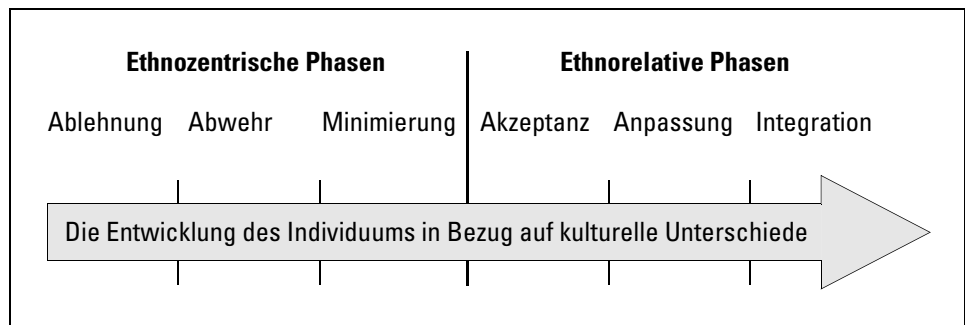 Ethnozentrische Phasen Ethnorelative Phasen
Ablehnung Abwehr Minimierung Akzeptanz Anpassung Integration
Die Entwicklung des Individuums in Bezug auf kulturelle Unterschiede